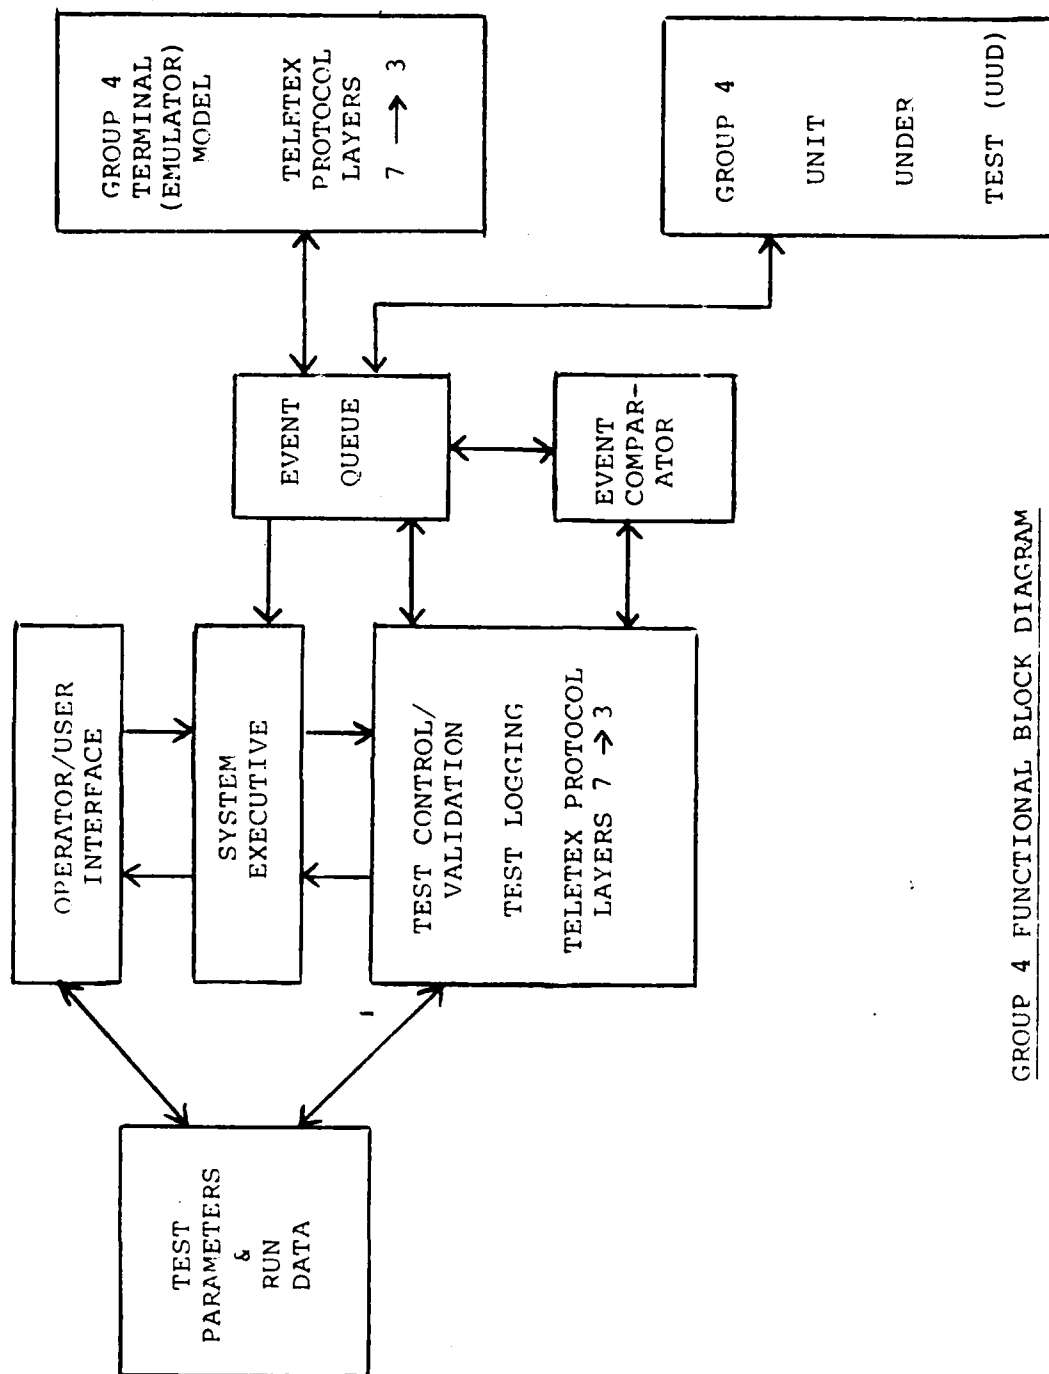 TEST
PARAMETERS
&
RUN
DATA
OPERATOR/USER
INTERFACE
SYSTEM
EXECUTIVE
TEST CONTROL/
VALIDATION
TEST LOGGING
TELETEX PROTOCOL
LAYERS 7 → 3
EVENT
QUEUE
EVENT
COMPAR-
ATOR
GROUP 4
TERMINAL
(EMULATOR)
MODEL
TELETEX
PROTOCOL
LAYERS
7 → 3
GROUP 4
UNIT
UNDER
TEST (UUD)
GROUP 4 FUNCTIONAL BLOCK DIAGRAM